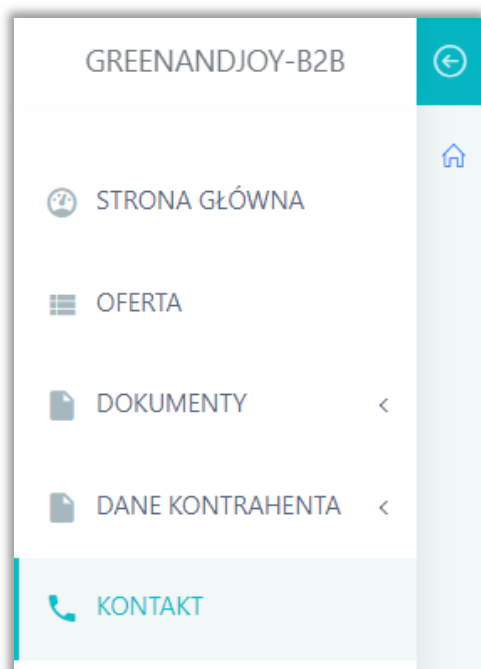 GREENANDJOY-B2B
STRONA GŁÓWNA
OFERTA
DOKUMENTY
DANE KONTRAHENTA
KONTAKT